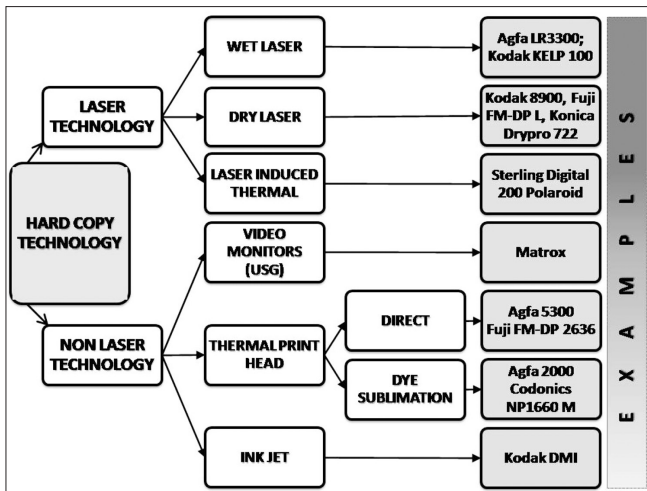 WET LASER
Agfa LR3300;
Kodak KELP 100
LASER
TECHNOLOGY
DRY LASER
Kodak 8900, Fuji
FM-DP L, Konica
Drypro 722
LASER INDUCED
THERMAL
Sterling Digital
200 Polaroid
HARD COPY
TECHNOLOGY
VIDEO
MONITORS
(USG)
Matrox
NON LASER
TECHNOLOGY
THERMAL PRINT
HEAD
DIRECT
Agfa 5300
Fuji FM-DP 2636
DYE
SUBLIMATION
Agfa 2000
Codonics
NP1660 M
INK JET
Kodak DMI
EXAMPLES